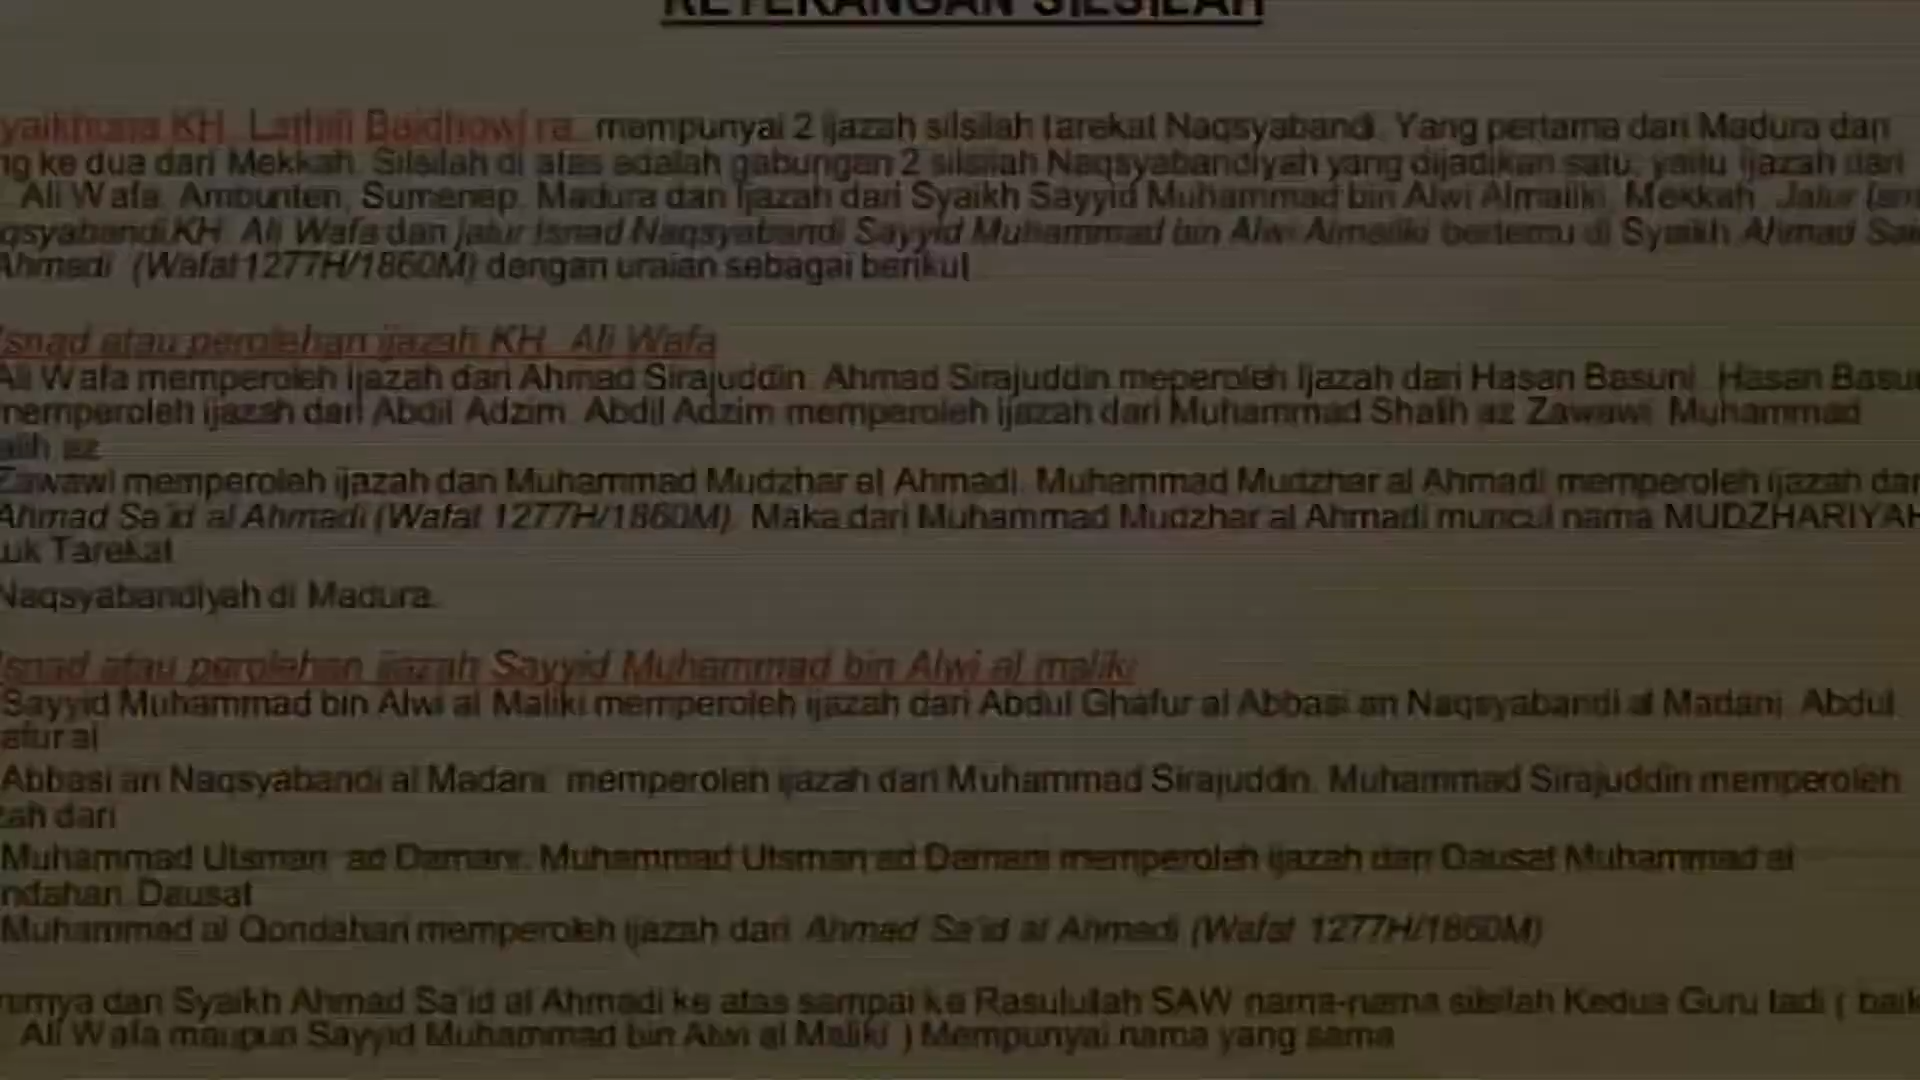 KETERANGAN SILSILAH
yaikhuna KH. Lathifi Baidhowi ra. mempunyai 2 ijazah silsilah tarekat Naqsyabandi. Yang pertama dari Madura dan
ng ke dua dari Mekkah. Silsilah di atas adalah gabungan 2 silsilah Naqsyabandiyah yang dijadikan satu, yaitu ijazah dari
Ali Wafa, Ambunten, Sumenep, Madura dan Ijazah dari Syaikh Sayyid Muhammad bin Alwi Almaliki, Mekkah. Jalur
qsyabandi KH. Ali Wafa dan jalur Isnad Naqsyabandi Sayyid Muhammad bin Alwi Almaliki bertemu di Syaikh Ahmad Sa
Ahmadi (Wafat 1277H/1860M) dengan uraian sebagai berikut
Isnad atau perolehan ijazah KH. Ali Wafa
Ali Wafa memperoleh Ijazah dari Ahmad Sirajuddin. Ahmad Sirajuddin meperoleh Ijazah dari Hasan Basuni. Hasan Basu
memperoleh ijazah dari Abdil Adzim. Abdil Adzim memperoleh ijazah dari Muhammad Shalih az Zawawi. Muhammad
alih az
Zawawi memperoleh ijazah dari Muhammad Mudzhar al Ahmadi. Muhammad Mudzhar al Ahmadi memperoleh ijazah dar
Ahmad Sa'id al Ahmadi (Wafat 1277H/1860M). Maka dari Muhammad Mudzhar al Ahmadi muncul nama MUDZHARIYAH
uk Tarekat
Naqsyabandiyah di Madura.
Isnad atau perolehan ijazah Sayyid Muhammad bin Alwi al maliki
Sayyid Muhammad bin Alwi al Maliki memperoleh ijazah dari Abdul Ghafur al Abbasi an Naqsyabandi al Madani. Abdul
afur al
Abbasi an Naqsyabandi al Madani memperoleh ijazah dari Muhammad Sirajuddin. Muhammad Sirajuddin memperoleh
zah dari
Muhammad Utsman ad Damani. Muhammad Utsman ad Damani memperoleh ijazah dari Dausat Muhammad al
ndahari. Dausat
Muhammad al Qondahari memperoleh ijazah dari Ahmad Sa'id al Ahmadi (Wafat 1277H/1860M)
rumya dari Syaikh Ahmad Sa'id al Ahmadi ke atas sampai ke Rasulullah SAW nama-nama silsilah Kedua Guru tadi ( baik
Ali Wafa maupun Sayyid Muhammad bin Alwi al Maliki ) Mempunyai nama yang sama